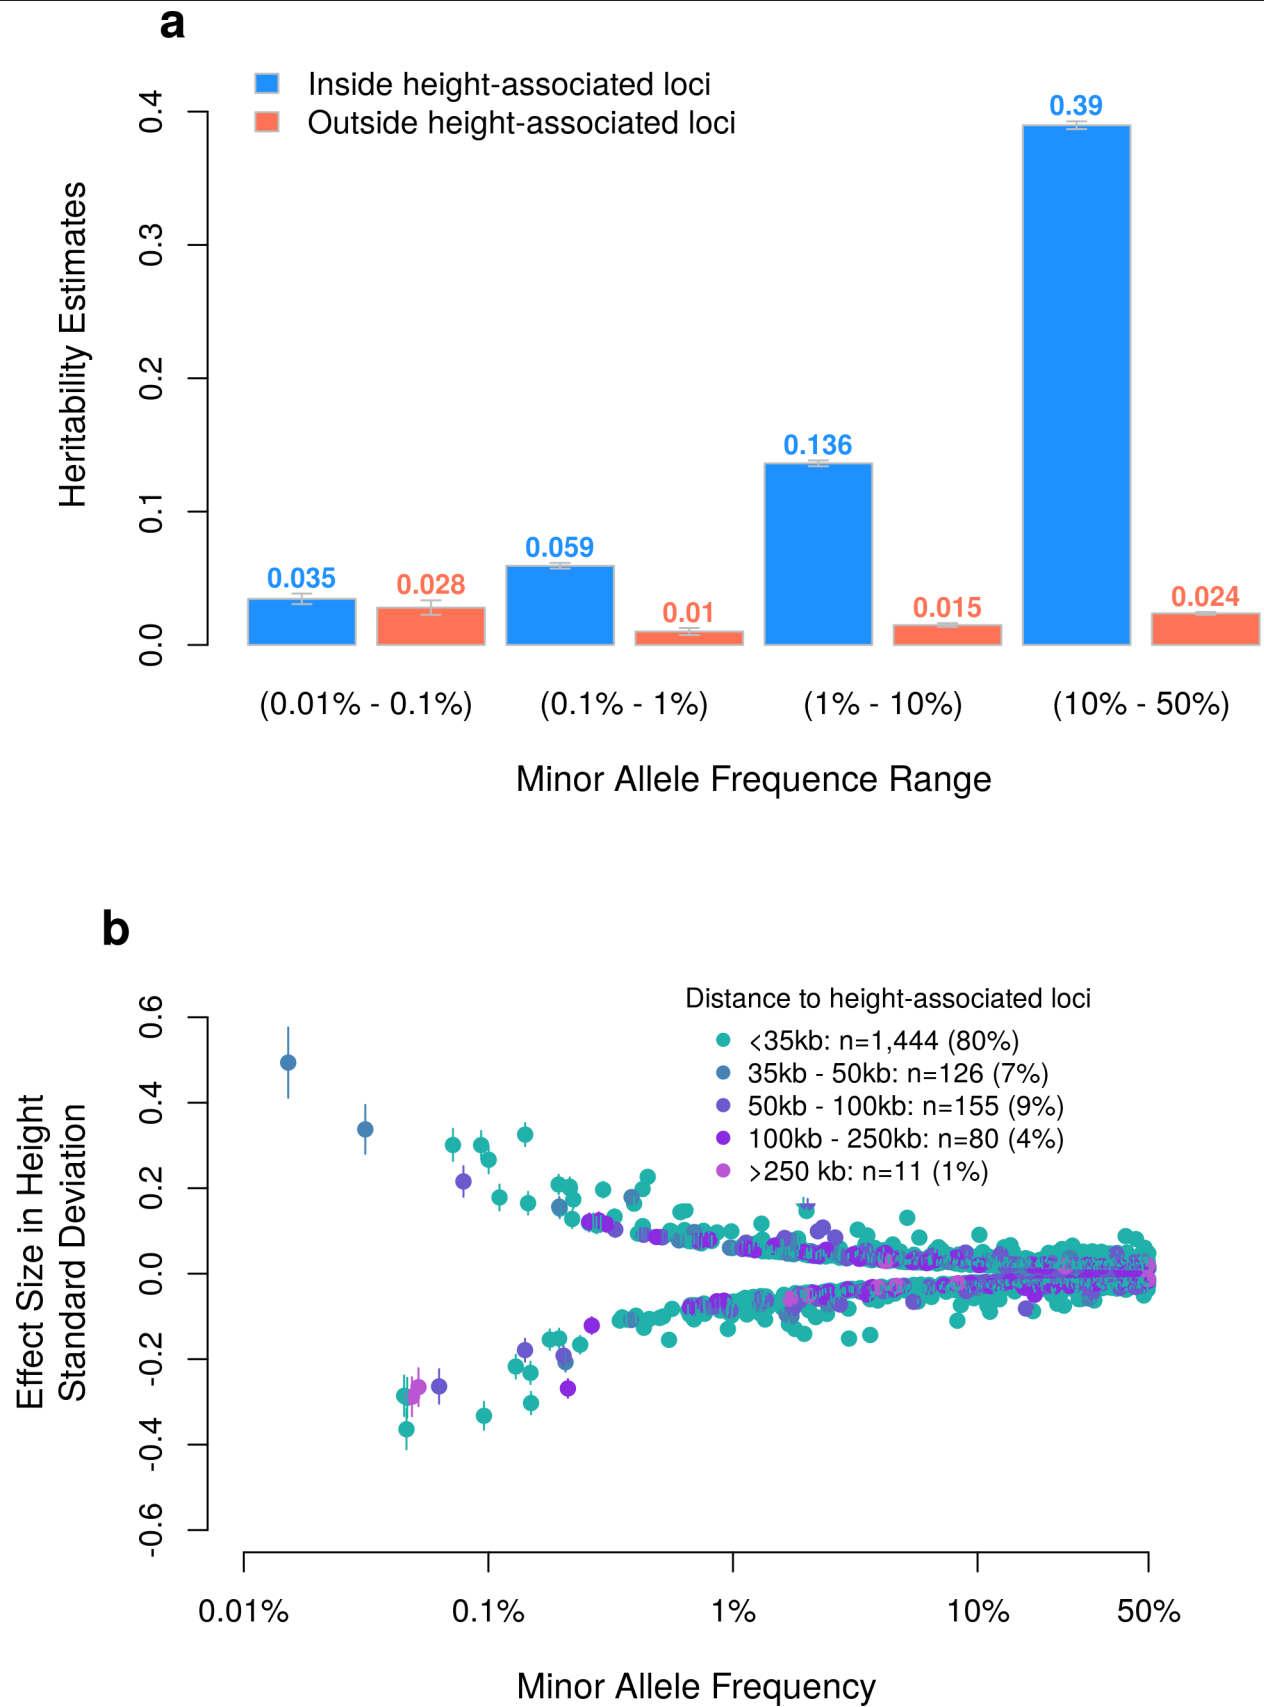 a
Inside height-associated loci
Outside height-associated loci
Heritability Estimates
0.4
0.3
0.2
0.1
0.0
0.035
0.028
0.059
0.01
0.136
0.015
0.39
0.024
(0.01% - 0.1%)
(0.1% - 1%)
(1% - 10%)
(10% - 50%)
Minor Allele Frequence Range
b
Effect Size in Height
Standard Deviation
0.6
0.4
0.2
0.0
-0.2
-0.4
-0.6
Distance to height-associated loci
<35kb: n=1,444 (80%)
35kb - 50kb: n=126 (7%)
50kb - 100kb: n=155 (9%)
100kb - 250kb: n=80 (4%)
>250 kb: n=11 (1%)
0.01%
0.1%
1%
10%
50%
Minor Allele Frequency